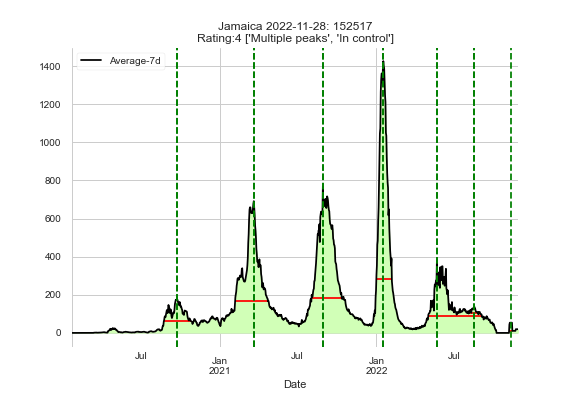 Jamaica 2022-11-28: 152517
Rating:4 ['Multiple peaks', 'In control']
Average-7d
1400
1200
1000
800
600
400
200
0
Jul
Jan
2021
Jul
Jan
2022
Jul
Date